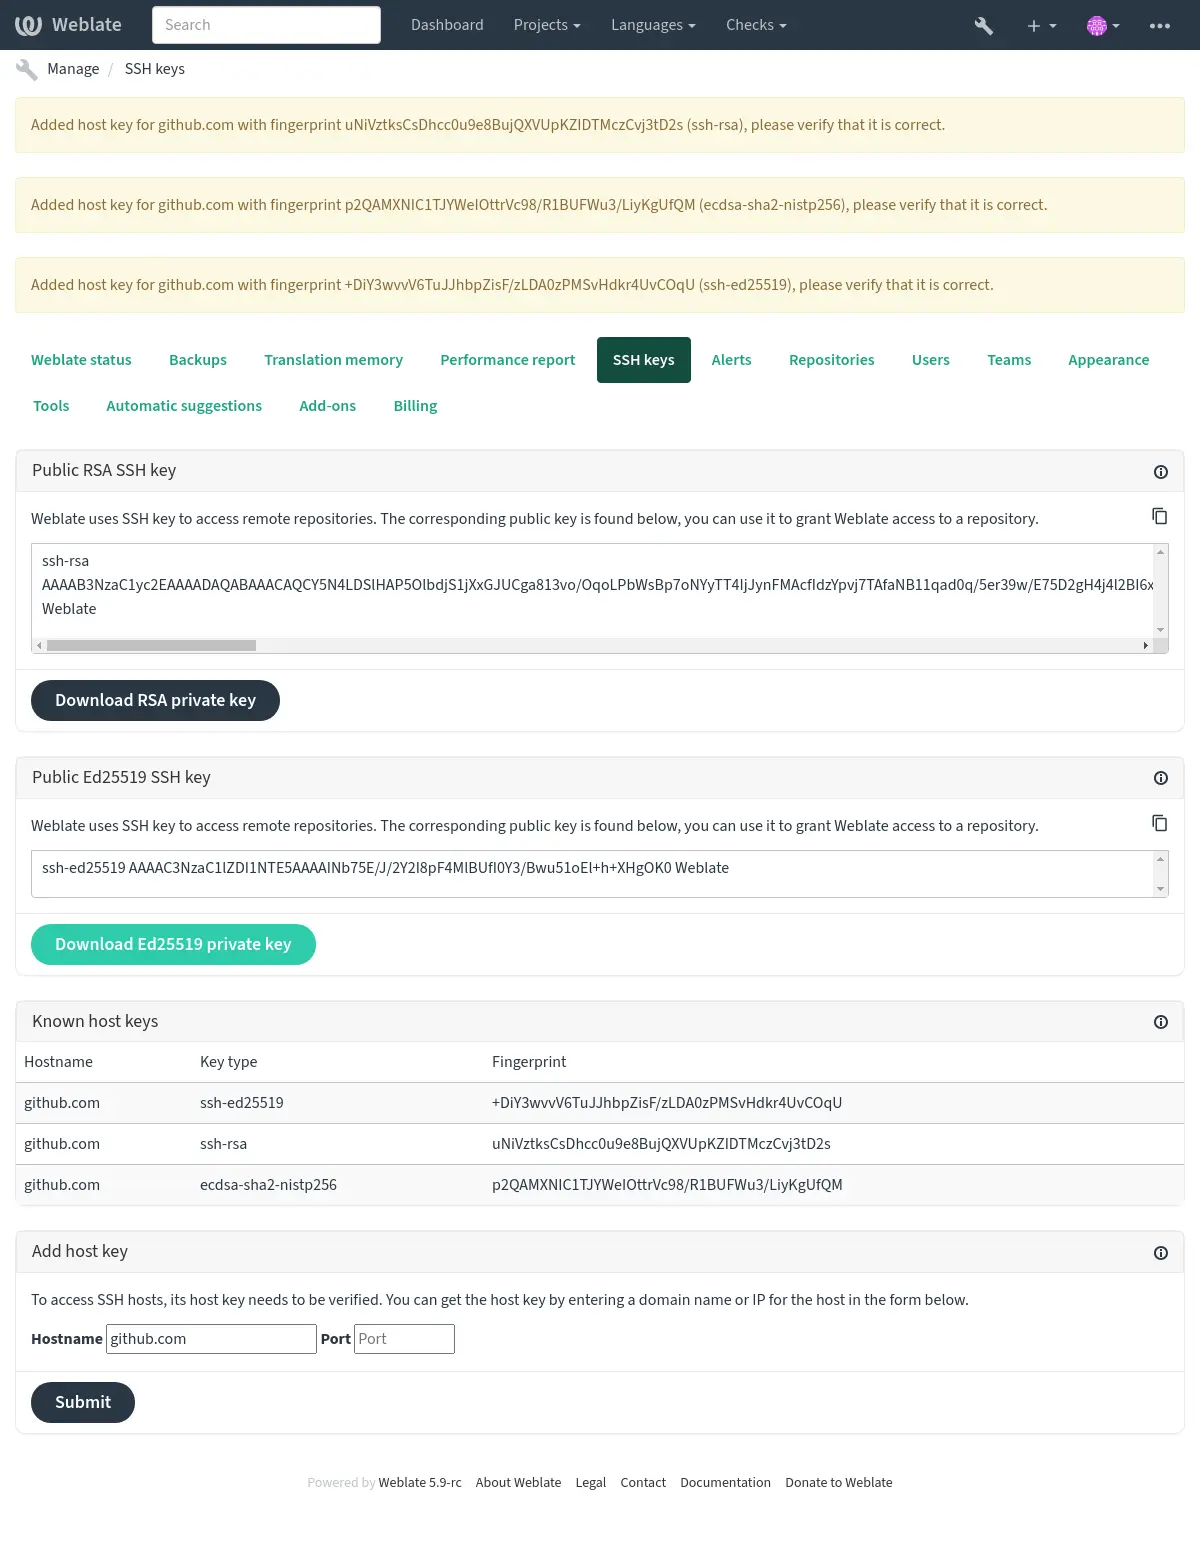 Weblate Search Dashboard Projects Languages Checks
Manage / SSH keys
Added host key for github.com with fingerprint uNiVztksCsDhcc0u9e8BujQXVUpKZIDTMczCvj3tD2s (ssh-rsa), please verify that it is correct.
Added host key for github.com with fingerprint p2QAMXNIC1TJYWeIOttrVc98/R1BUFWu3/LiyKgUfQM (ecdsa-sha2-nistp256), please verify that it is correct.
Added host key for github.com with fingerprint +DiY3wvvV6TuJJhbpZisF/zLDA0zPMSvHdkr4UvCOqU (ssh-ed25519), please verify that it is correct.
Weblate status Backups Translation memory Performance report SSH keys Alerts Repositories Users Teams Appearance
Tools Automatic suggestions Add-ons Billing
Public RSA SSH key
Weblate uses SSH key to access remote repositories. The corresponding public key is found below, you can use it to grant Weblate access to a repository.
ssh-rsa
AAAAB3NzaC1yc2EAAAADAQABAAACAQCY5N4LDSIHAP5OIbdjS1jXxGJUCga813vo/OqoLPbWsBp7oNYyTT4IjJynFMAcfIdzYpvj7TAfaNB11qad0q/5er39w/E75D2gH4j4l2BI6x
Weblate
Download RSA private key
Public Ed25519 SSH key
Weblate uses SSH key to access remote repositories. The corresponding public key is found below, you can use it to grant Weblate access to a repository.
ssh-ed25519 AAAAC3NzaC1lZDI1NTE5AAAAINb75E/J/2Y2I8pF4MIBUfI0Y3/Bwu51oEl+h+XHgOK0 Weblate
Download Ed25519 private key
Known host keys
Hostname Key type Fingerprint
github.com ssh-ed25519 +DiY3wvvV6TuJJhbpZisF/zLDA0zPMSvHdkr4UvCOqU
github.com ssh-rsa uNiVztksCsDhcc0u9e8BujQXVUpKZIDTMczCvj3tD2s
github.com ecdsa-sha2-nistp256 p2QAMXNIC1TJYWeIOttrVc98/R1BUFWu3/LiyKgUfQM
Add host key
To access SSH hosts, its host key needs to be verified. You can get the host key by entering a domain name or IP for the host in the form below.
Hostname github.com Port Port
Submit
Powered by Weblate 5.9-rc About Weblate Legal Contact Documentation Donate to Weblate